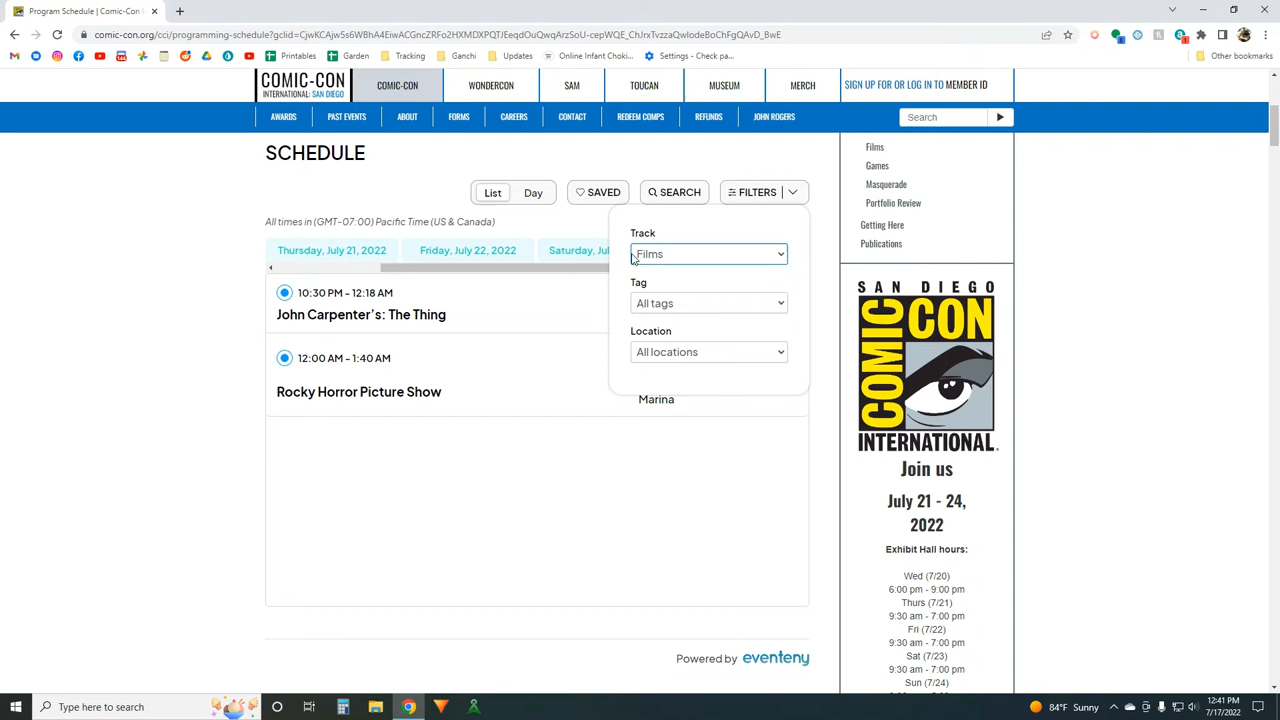 Program Schedule | Comic-Con I
comic-con.org/cci/programming-schedule?gclid=
Printables
Garden
Tracking
Ganchi
Updates
Online Infant Choki...
Settings - Check pa...
Other bookmarks
COMIC-CON
INTERNATIONAL: SAN DIEGO
COMIC-CON
WONDERCON
SAM
TOUCAN
MUSEUM
MERCH
SIGN UP FOR OR LOG IN TO MEMBER ID
AWARDS
PAST EVENTS
ABOUT
FORMS
CAREERS
CONTACT
REDEEM COMPS
REFUNDS
JOHN ROGERS
Search
SCHEDULE
List
Day
SAVED
SEARCH
FILTERS
All times in (GMT-07:00) Pacific Time (US & Canada)
Thursday, July 21, 2022
Friday, July 22, 2022
Saturday, Jul
10:30 PM - 12:18 AM
John Carpenter's: The Thing
12:00 AM - 1:40 AM
Rocky Horror Picture Show
Marina
Track
Films
Tag
All tags
Location
All locations
Powered by eventeny
Films
Games
Masquerade
Portfolio Review
Getting Here
Publications
SAN DIEGO
COMIC
CON
INTERNATIONAL®
Join us
July 21 - 24,
2022
Exhibit Hall hours:
Wed (7/20)
6:00 pm - 9:00 pm
Thurs (7/21)
9:30 am - 7:00 pm
Fri (7/22)
9:30 am - 7:00 pm
Sat (7/23)
9:30 am - 7:00 pm
Sun (7/24)
Type here to search
84°F Sunny
12:41 PM
7/17/2022